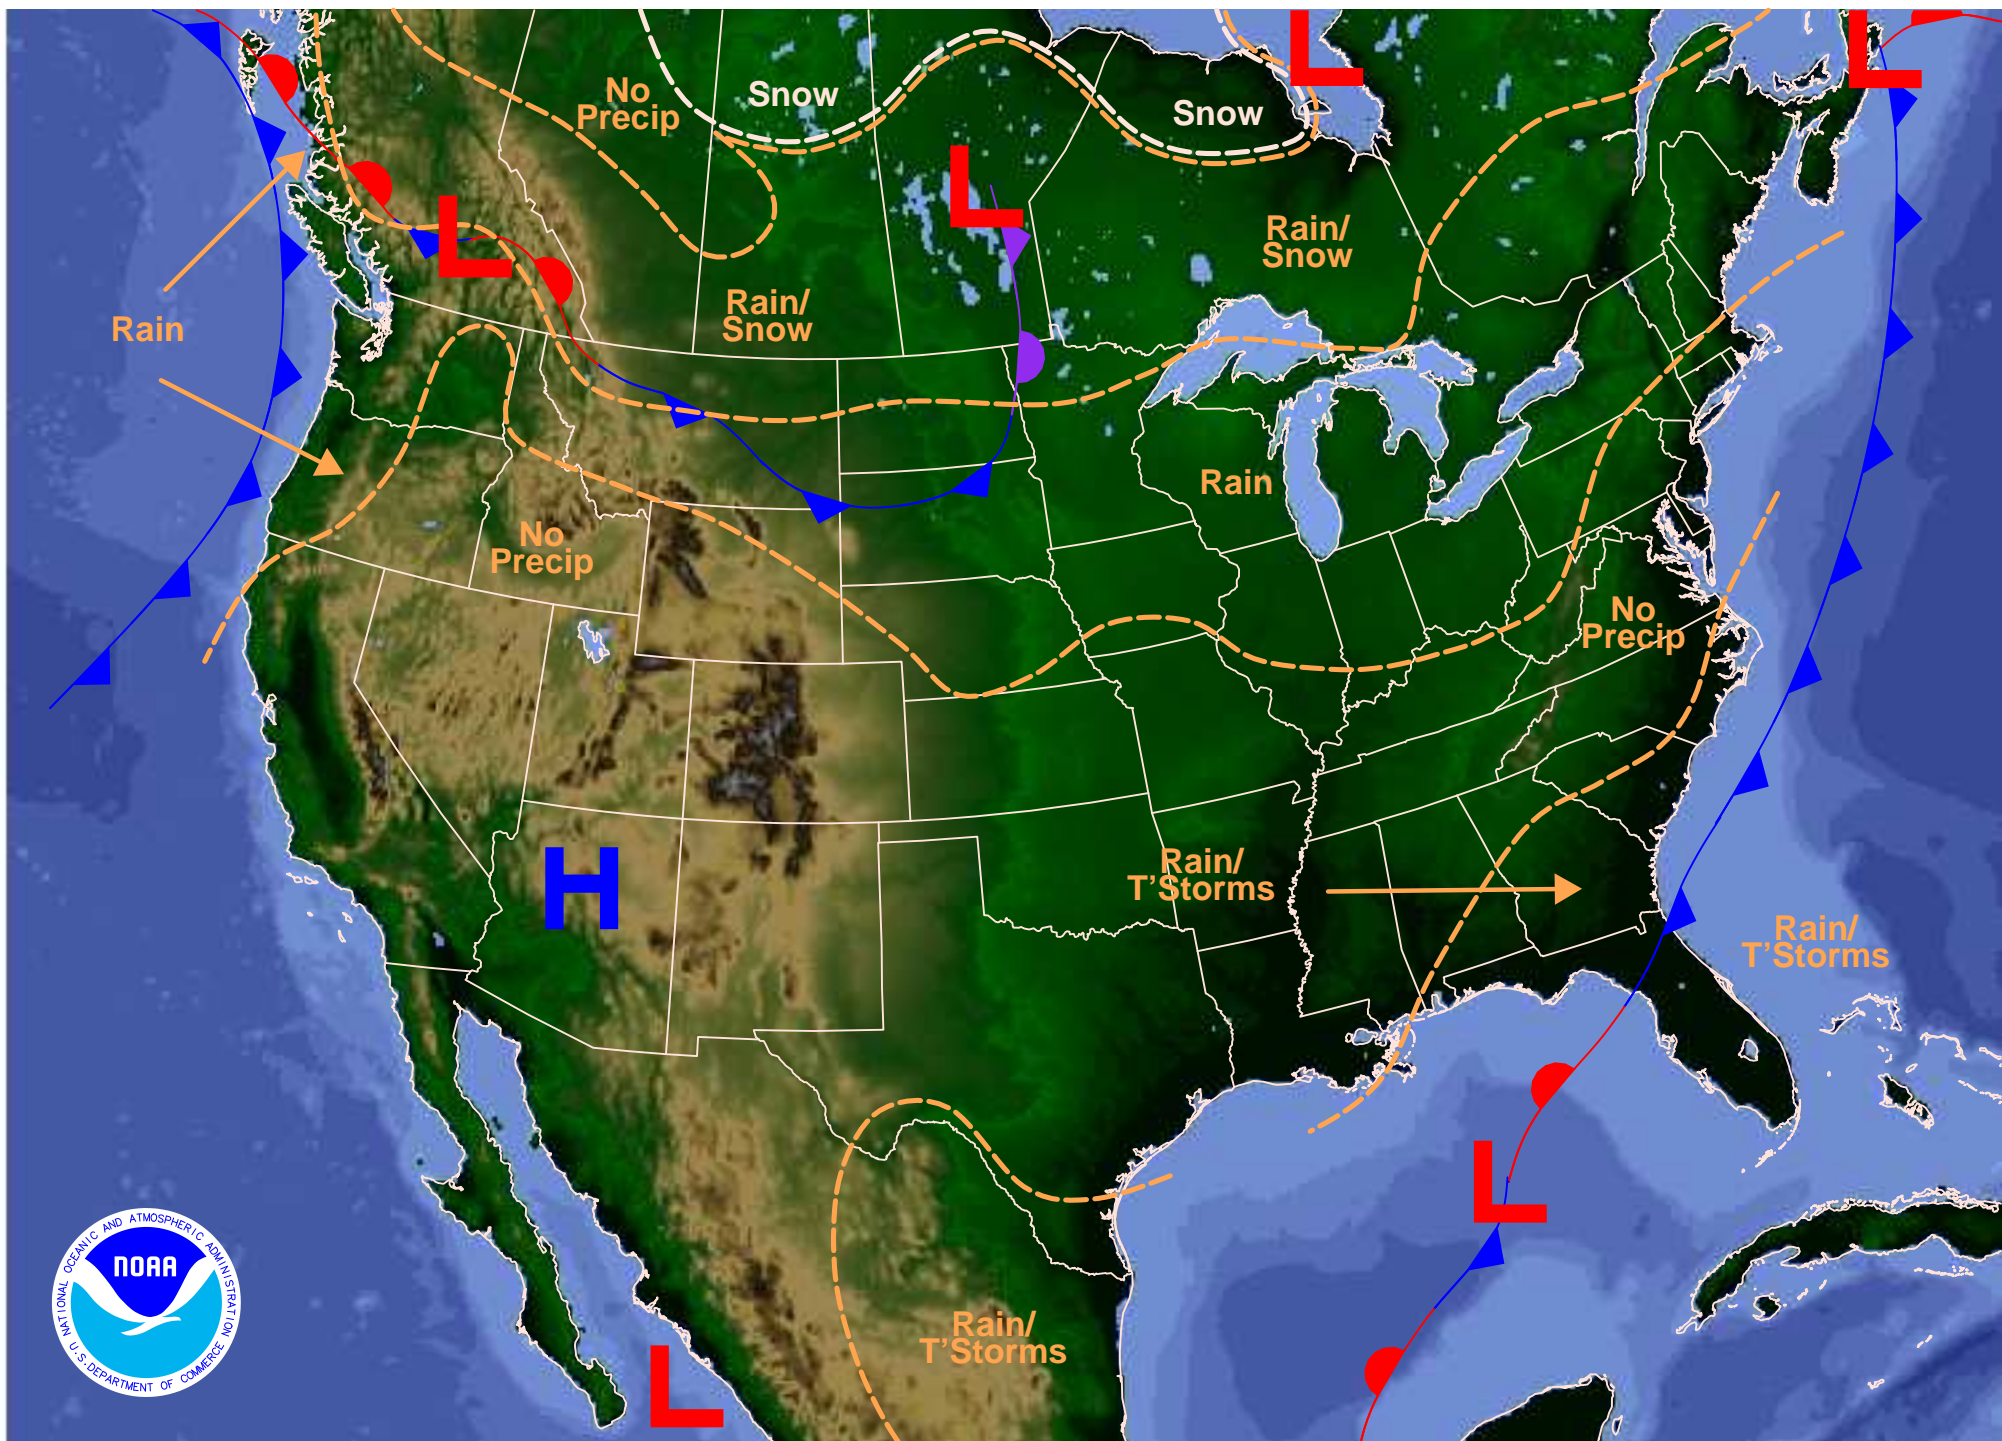 L
L
No
Precip
Snow
Snow
L
L
Rain/
Snow
Rain/
Snow
Rain
Rain
No
Precip
No
Precip
H
Rain/
T'Storms
Rain/
T'Storms
L
Rain/
T'Storms
L
NOAA
NATIONAL OCEANIC AND ATMOSPHERIC ADMINISTRATION
U.S. DEPARTMENT OF COMMERCE